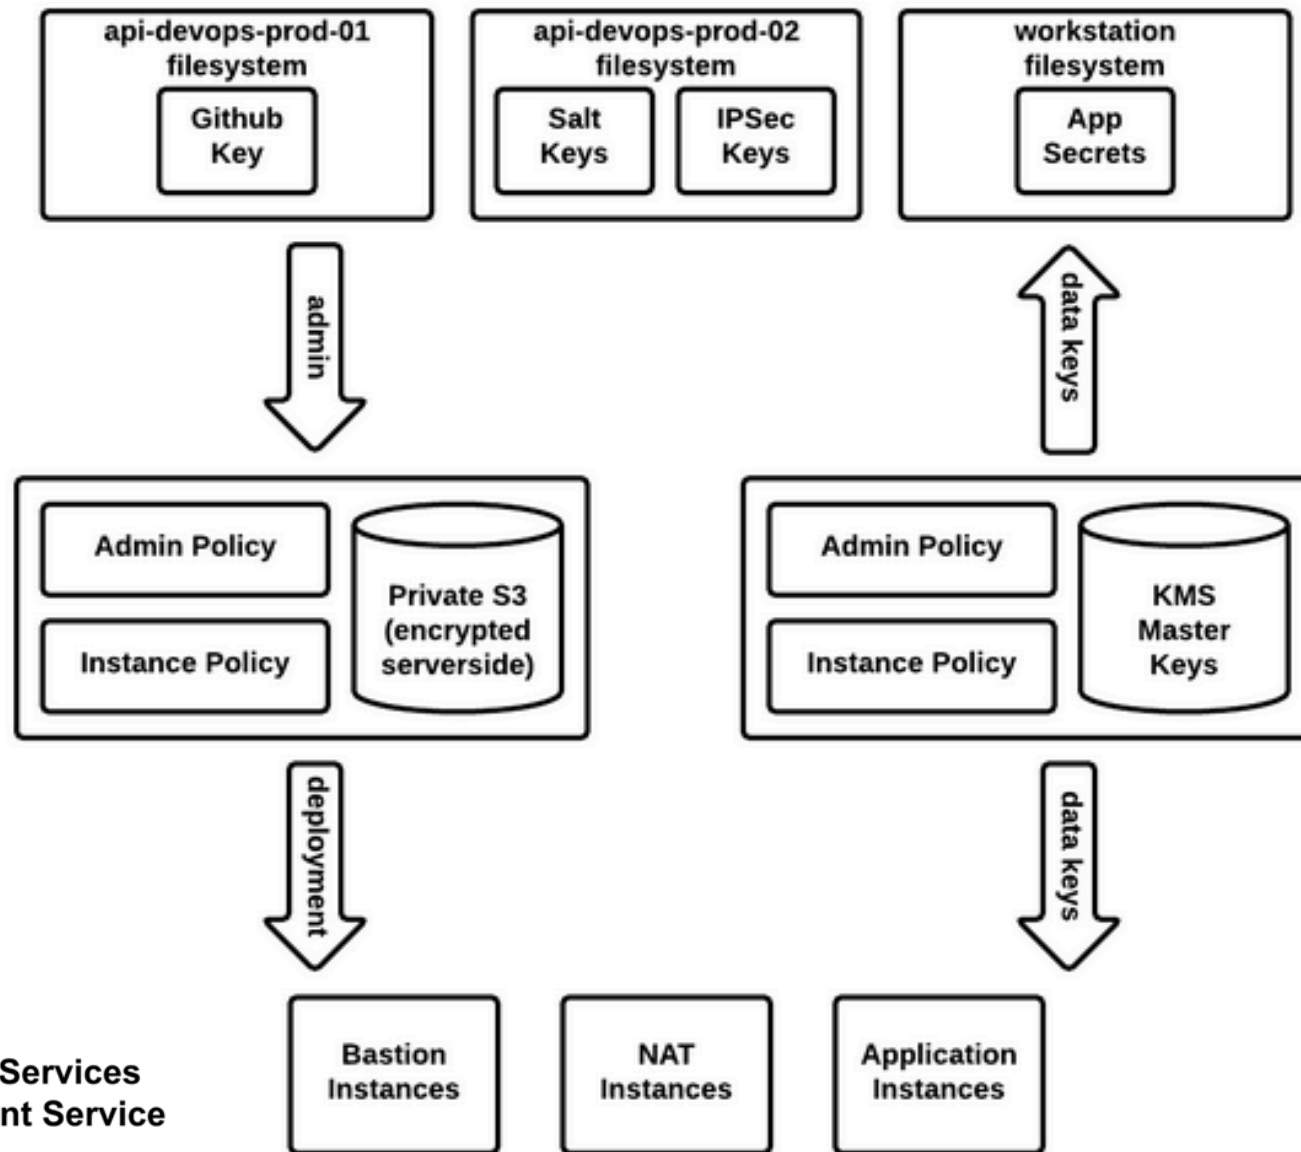 api-devops-prod-01
filesystem
Github
Key
api-devops-prod-02
filesystem
Salt
Keys
IPSec
Keys
workstation
filesystem
App
Secrets
admin
data keys
Admin Policy
Instance Policy
Private S3
(encrypted
serverside)
Admin Policy
Instance Policy
KMS
Master
Keys
deployment
data keys
Bastion
Instances
NAT
Instances
Application
Instances
Services
nt Service